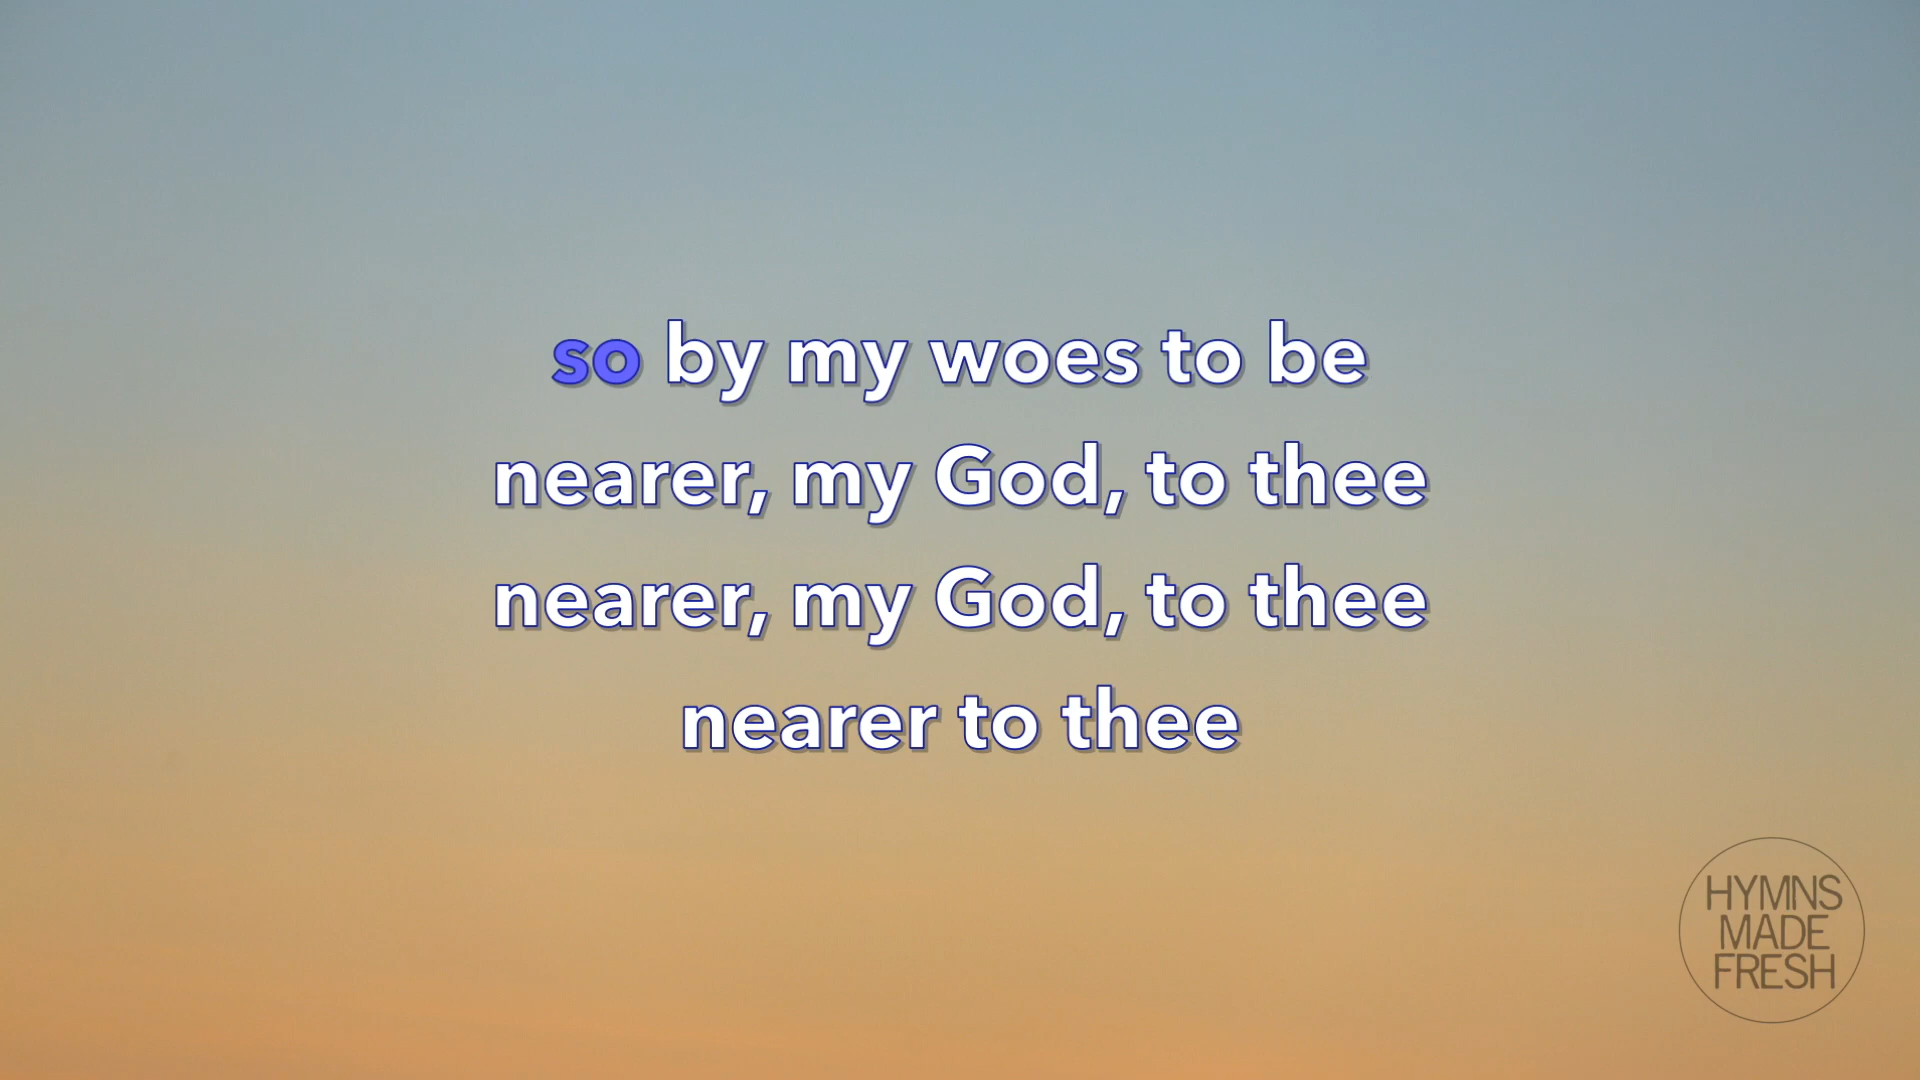 so by my woes to be
nearer, my God, to thee
nearer, my God, to thee
nearer to thee
HYMNS
MADE
FRESH